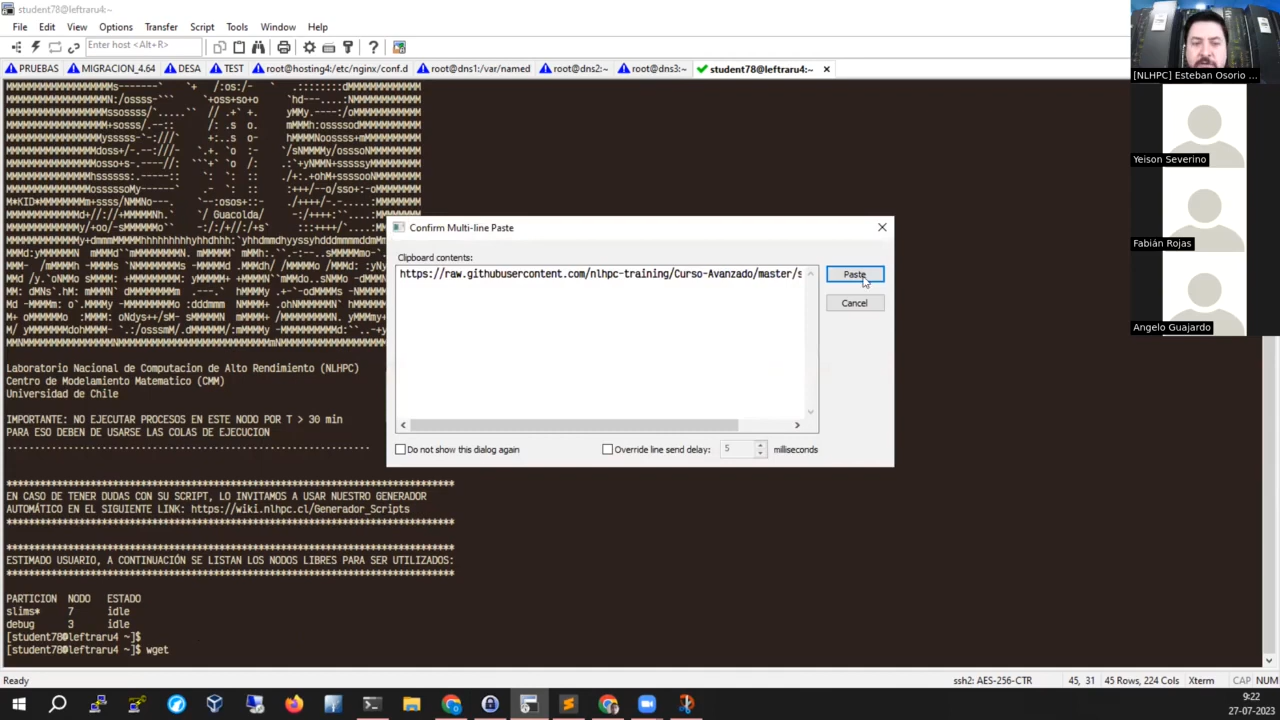 student78@leftraru4:~
File Edit View Options Transfer Script Tools Window Help
Enter host <Alt+R>
PRUEBAS MIGRACION_4.64 DESA TEST root@hosting4:/etc/nginx/conf.d root@dns1:/var/named root@dns2:~ root@dns3:~ student78@leftraru4:~
[NLHPC] Esteban Osorio ...
Yeison Severino
Fabián Rojas
Angelo Guajardo
Confirm Multi-line Paste
Clipboard contents:
https://raw.githubusercontent.com/nlhpc-training/Curso-Avanzado/master/s
Paste
Cancel
Do not show this dialog again
Override line send delay: 5 milliseconds
Guacolda
Laboratorio Nacional de Computacion de Alto Rendimiento (NLHPC)
Centro de Modelamiento Matematico (CMM)
Universidad de Chile
IMPORTANTE: NO EJECUTAR PROCESOS EN ESTE NODO POR T > 30 min
PARA ESO DEBEN DE USARSE LAS COLAS DE EJECUCION
EN CASO DE TENER DUDAS CON SU SCRIPT, LO INVITAMOS A USAR NUESTRO GENERADOR
AUTOMÁTICO EN EL SIGUIENTE LINK: https://wiki.nlhpc.cl/Generador_Scripts
ESTIMADO USUARIO, A CONTINUACIÓN SE LISTAN LOS NODOS LIBRES PARA SER UTILIZADOS:
PARTICION NODO ESTADO
slims* 7 idle
debug 3 idle
[student78@leftraru4 ~]$
[student78@leftraru4 ~]$ wget
Ready
ssh2: AES-256-CTR 45, 31 45 Rows, 224 Cols Xterm CAP NUM
9:22
27-07-2023